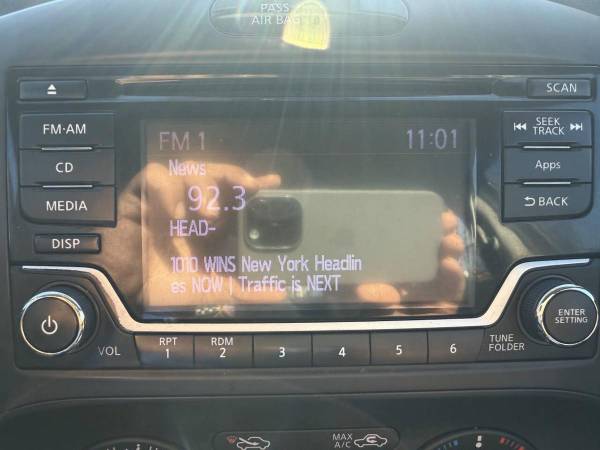 PASS
AIR BAG
SCAN
FM·AM
CD
MEDIA
DISP
FM 1 11:01
News
92.3
HEAD-
1010 WINS New York Headlin
es NOW | Traffic is NEXT
SEEK
TRACK
Apps
BACK
VOL
RPT
1
RDM
2
3
4
5
6
TUNE
FOLDER
ENTER
SETTING
MAX
A/C